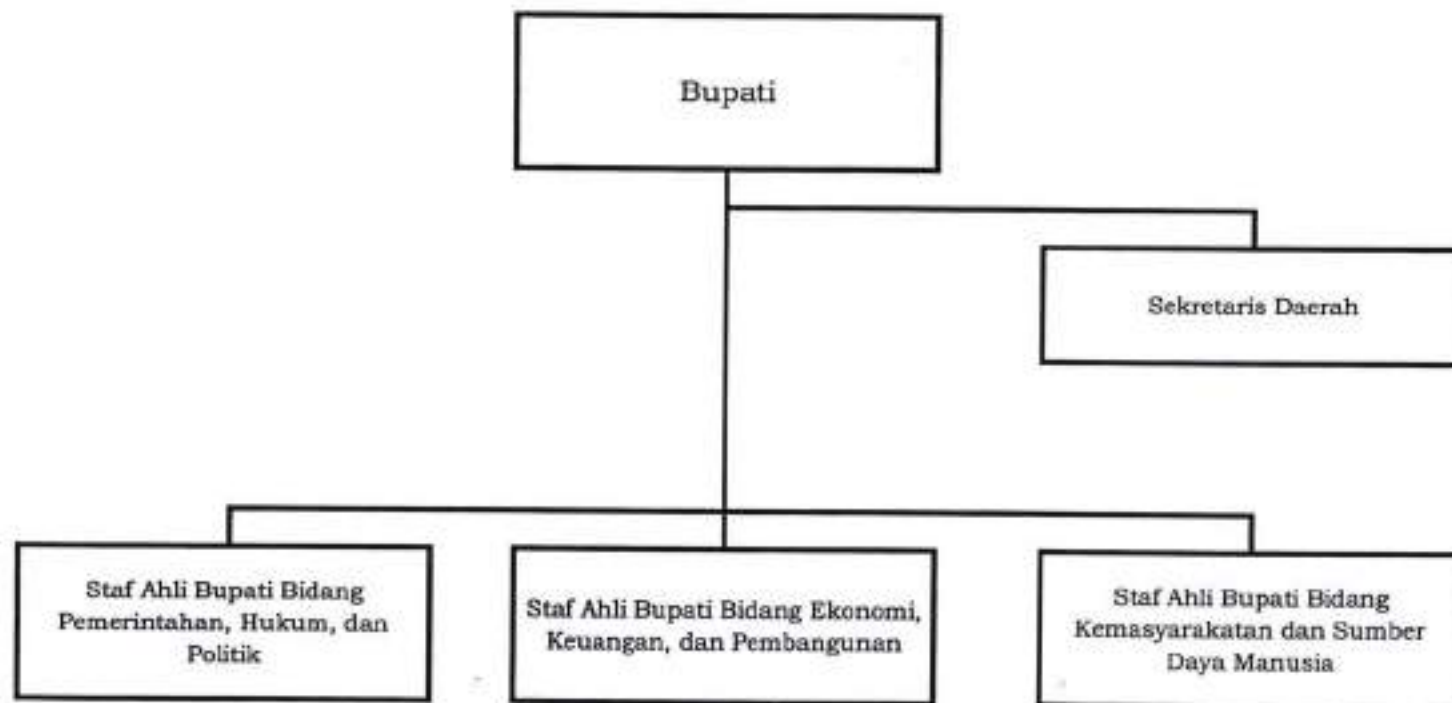 Bupati
Sekretaris Daerah
Staf Ahli Bupati Bidang
Pemerintahan, Hukum, dan
Politik
Staf Ahli Bupati Bidang Ekonomi,
Keuangan, dan Pembangunan
Staf Ahli Bupati Bidang
Kemasyarakatan dan Sumber
Daya Manusia